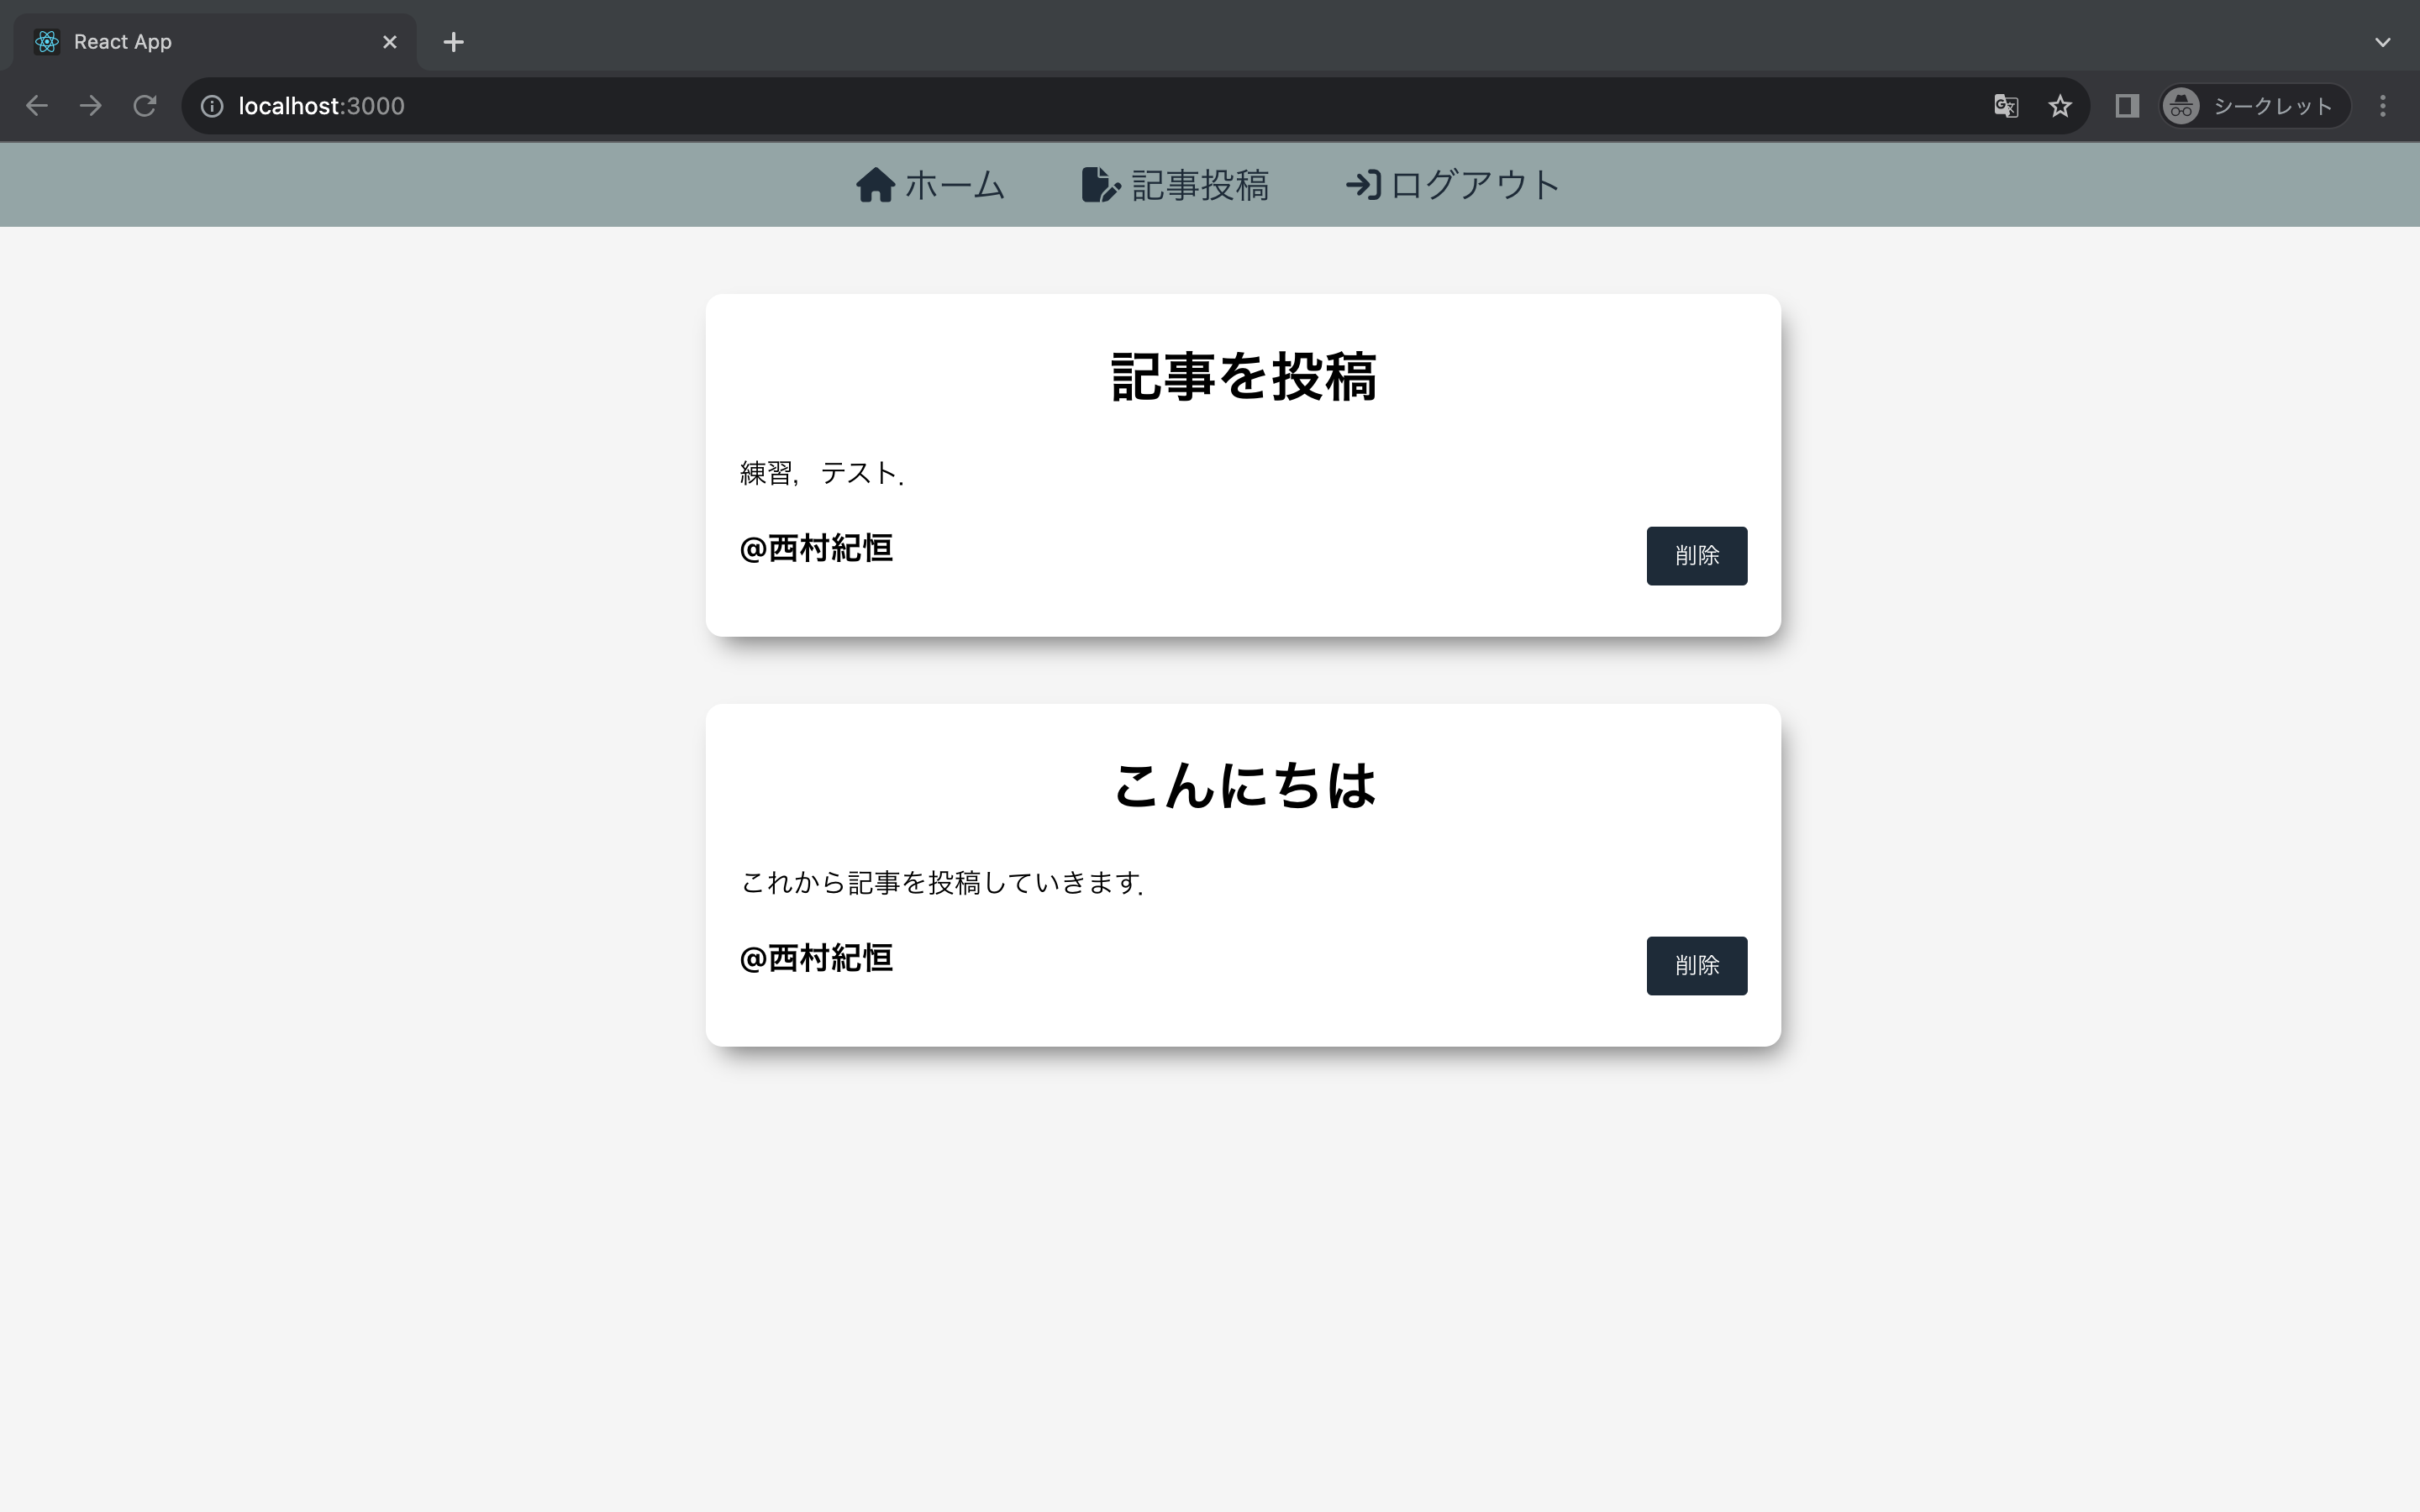 React App
localhost:3000
シークレット
ホーム 記事投稿 ログアウト
記事を投稿
練習，テスト．
@西村紀恒
削除
こんにちは
これから記事を投稿していきます．
@西村紀恒
削除